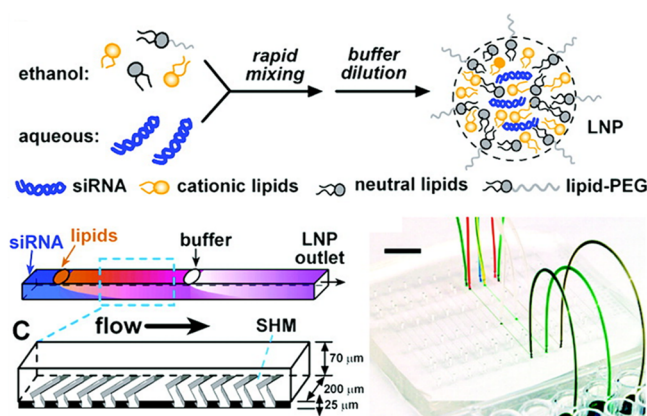 ethanol:
rapid
mixing
buffer
dilution
aqueous:
LNP
siRNA
cationic lipids
neutral lipids
lipid-PEG
siRNA
lipids
buffer
LNP
outlet
C
flow
SHM
70 µm
200 µm
25 µm